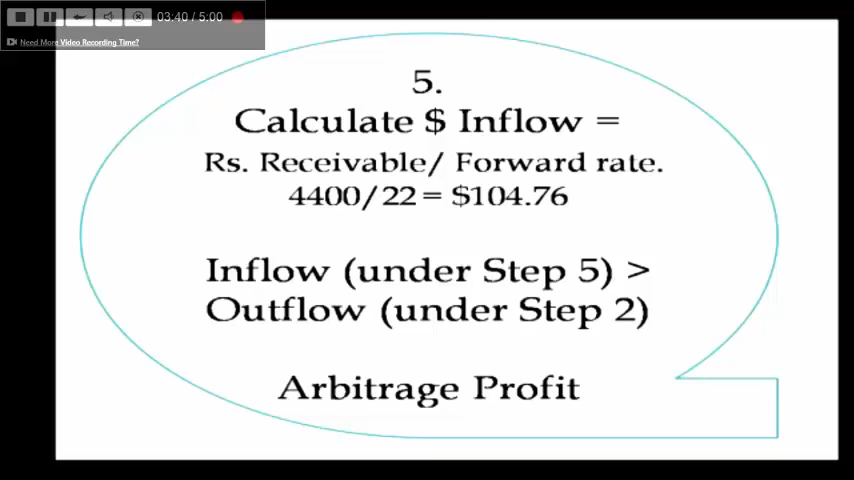 03:40 / 5:00
Need More Video Recording Time?
5.
Calculate $ Inflow =
Rs. Receivable/ Forward rate.
4400/22 = $104.76
Inflow (under Step 5) >
Outflow (under Step 2)
Arbitrage Profit